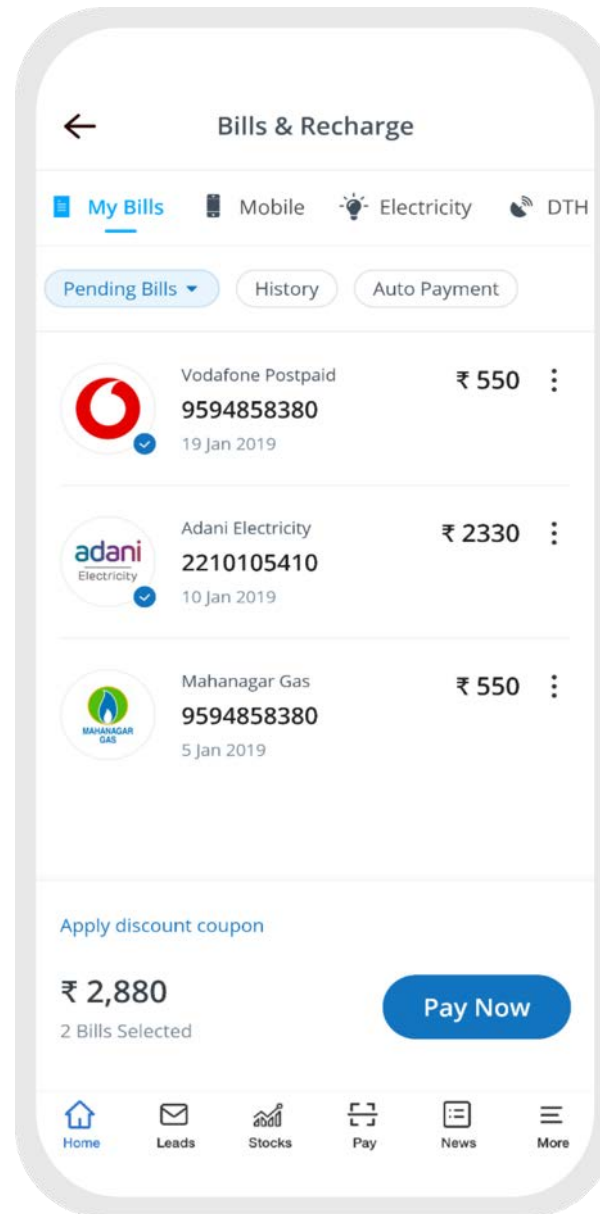 Bills & Recharge
My Bills Mobile Electricity DTH
Pending Bills History Auto Payment
Vodafone Postpaid ₹ 550
9594858380
19 Jan 2019
adani
Electricity
Adani Electricity ₹ 2330
2210105410
10 Jan 2019
MAHANAGAR
GAS
Mahanagar Gas ₹ 550
9594858380
5 Jan 2019
Apply discount coupon
₹ 2,880
2 Bills Selected
Pay Now
Home Leads Stocks Pay News More